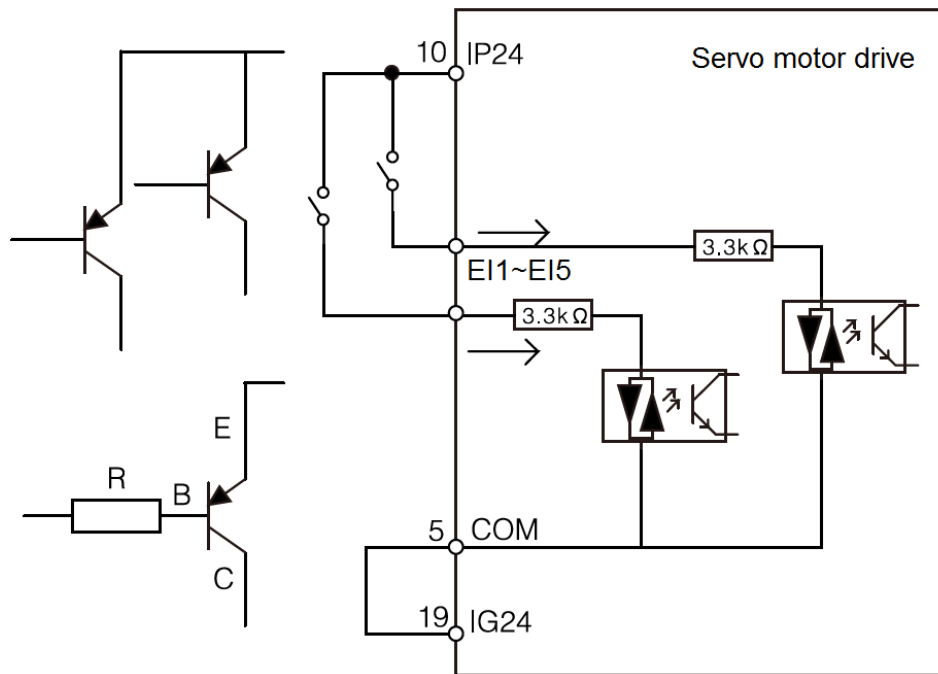 10 IP24
Servo motor drive
EI1~EI5
3.3kΩ
3.3kΩ
E
R
B
C
5 COM
19 IG24